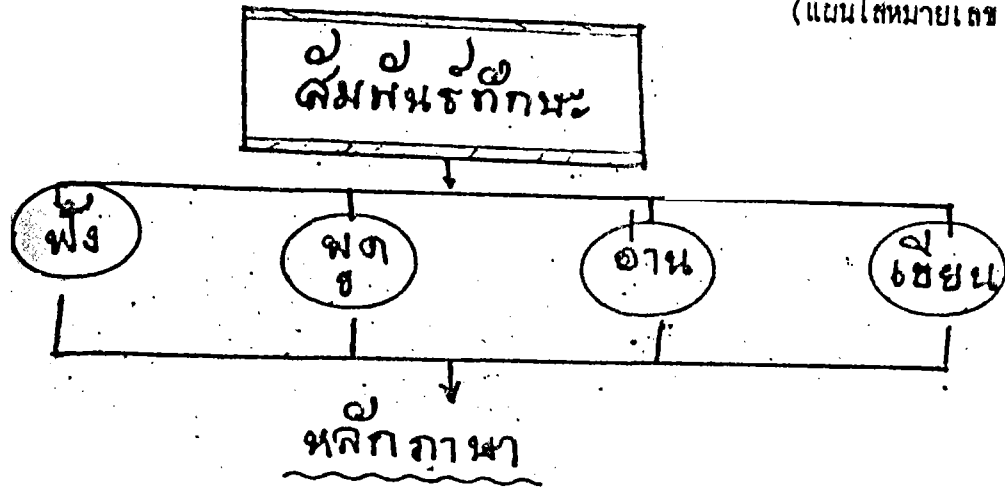 (แผ่นใสหมายเลข
สัมพันธ์ทักษะ
ฟัง พูด อ่าน เขียน
หลักภาษา